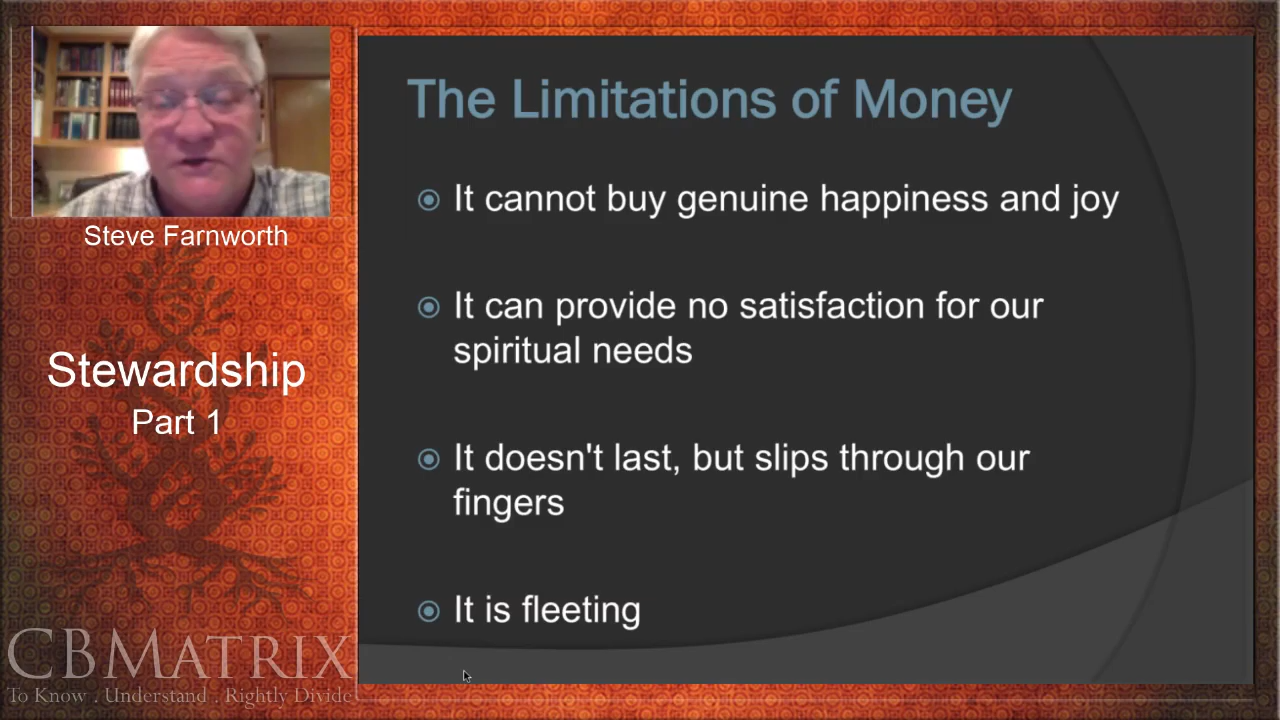 Steve Farnworth
Stewardship
Part 1
CBMATRIX
To Know . Understand . Rightly Divide
The Limitations of Money
It cannot buy genuine happiness and joy
It can provide no satisfaction for our
spiritual needs
It doesn't last, but slips through our
fingers
It is fleeting